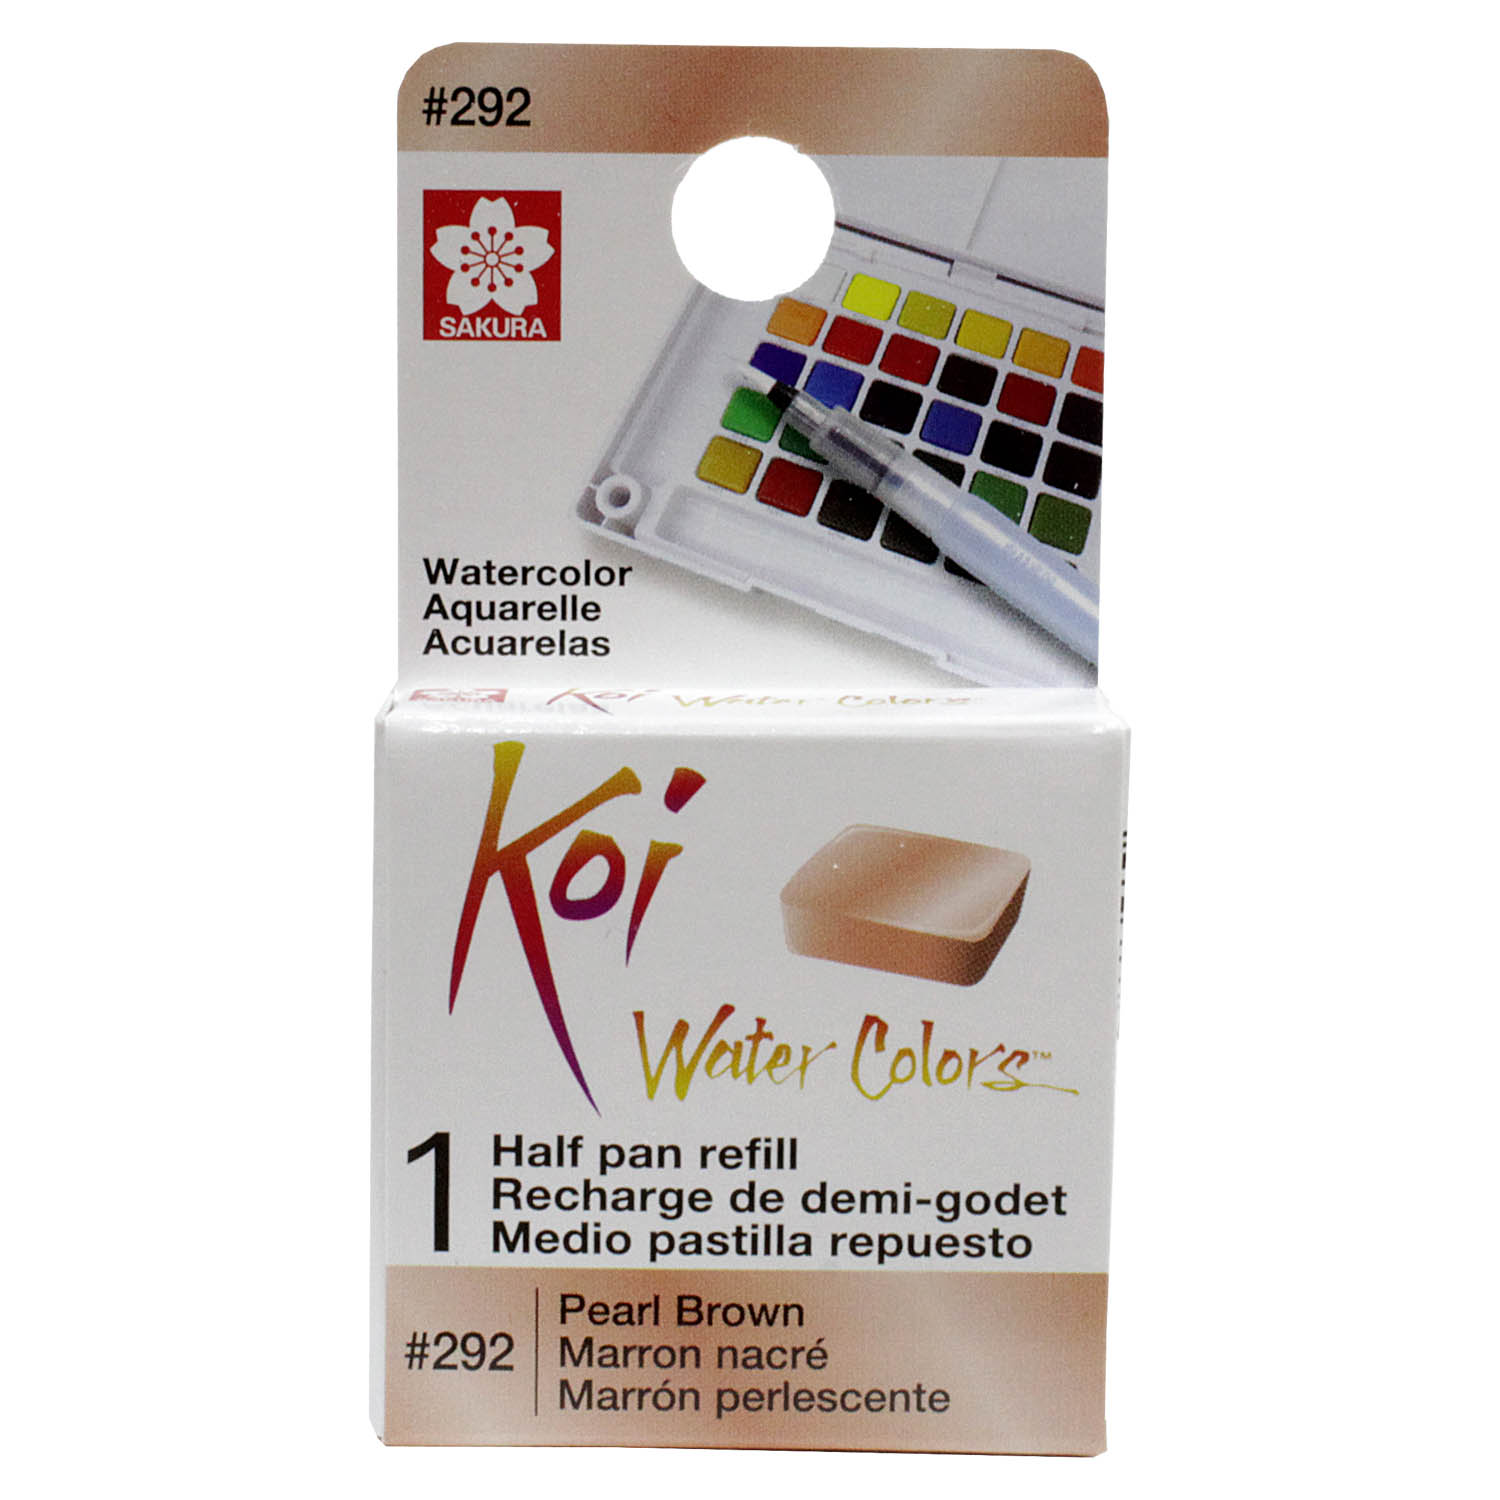 #292
SAKURA
Watercolor
Aquarelle
Acuarelas
Koi Water Colors
Koi
Water Colors™
1
Half pan refill
Recharge de demi-godet
Medio pastilla repuesto
#292
Pearl Brown
Marron nacré
Marrón perlescente